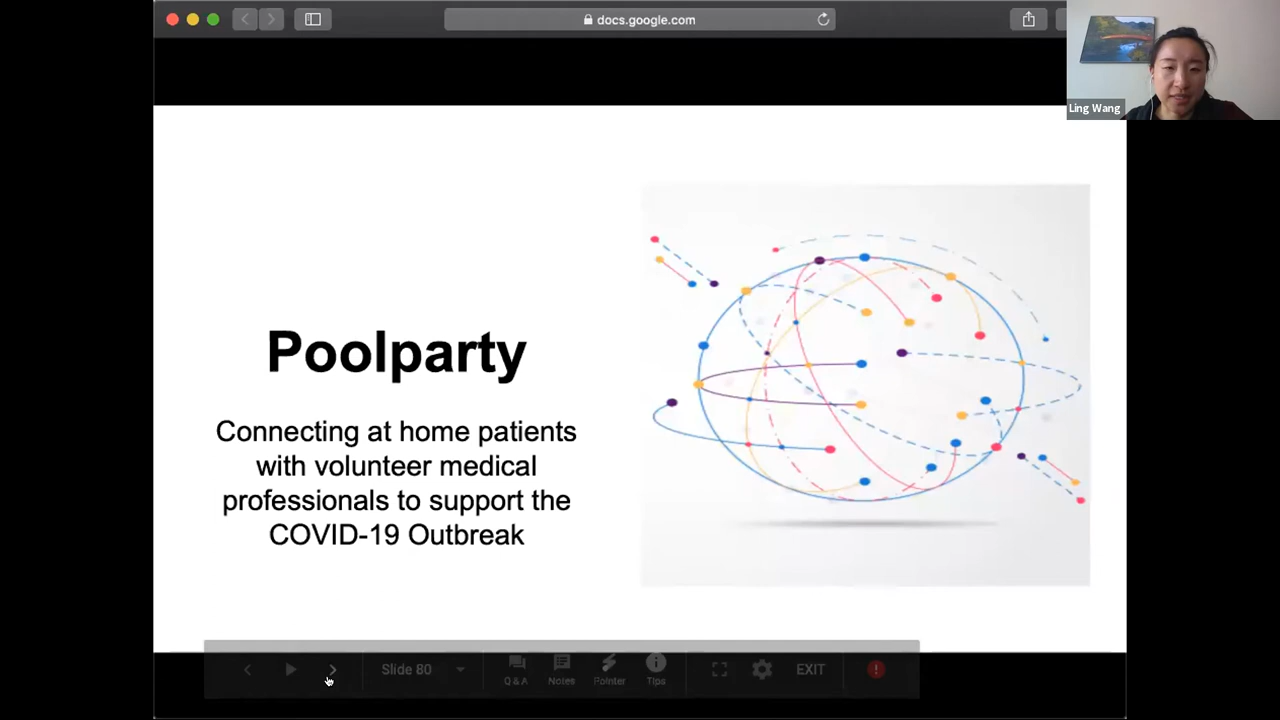 docs.google.com
Ling Wang
Poolparty
Connecting at home patients
with volunteer medical
professionals to support the
COVID-19 Outbreak
Slide 80
Q&A
Notes
Pointer
Tips
EXIT